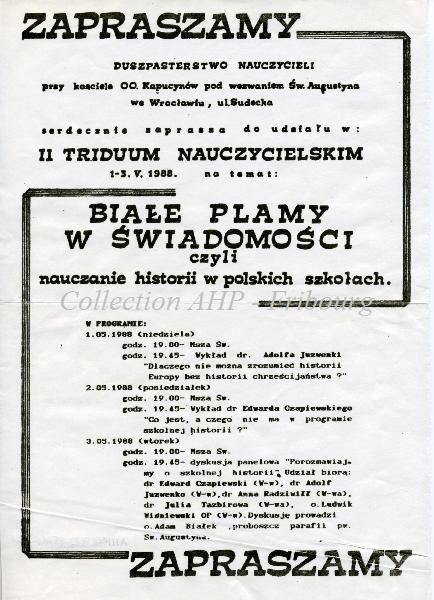 ZAPRASZAMY
DUSZPASTERSTWO NAUCZYCIELI
przy kościele OO. Kapucynów pod wezwaniem Św. Augustyna
we Wrocławiu, ul. Sudecka
serdecznie zaprasza do udziału w:
II TRIDUUM NAUCZYCIELSKIM
1-3. V. 1988. na temat:
BIAŁE PLAMY
W ŚWIADOMOŚCI
czyli
nauczanie historii w polskich szkołach.
Collection AHP - Fribourg
W PROGRAMIE:
1.05.1988 (niedziela)
godz. 19.00- Msza Św.
godz. 19.45- Wykład dr. Adolfa Juzwenki
"Dlaczego nie można zrozumieć historii
Europy bez historii chrześcijaństwa ?"
2.05.1988 (poniedziałek)
godz. 19.00- Msza Św.
godz. 19.45- Wykład dr Edwarda Czapiewskiego
"Co jest, a czego nie ma w programie
szkolnej historii ?"
3.05.1988 (wtorek)
godz. 19.00- Msza Św.
godz. 19.45- dyskusja panelowa "Porozmawiaj-
my o szkolnej historii". Udział biorą:
dr Edward Czapiewski (W-w), dr Adolf
Juzwenko (W-w), dr Anna Radziwiłł (W-wa),
dr Julia Tazbirowa (W-wa), o. Ludwik
Wiśniewski OP (W-w). Dyskusję prowadzi
o. Adam Białek , proboszcz parafii pw.
Św. Augustyna.
ZAPRASZAMY